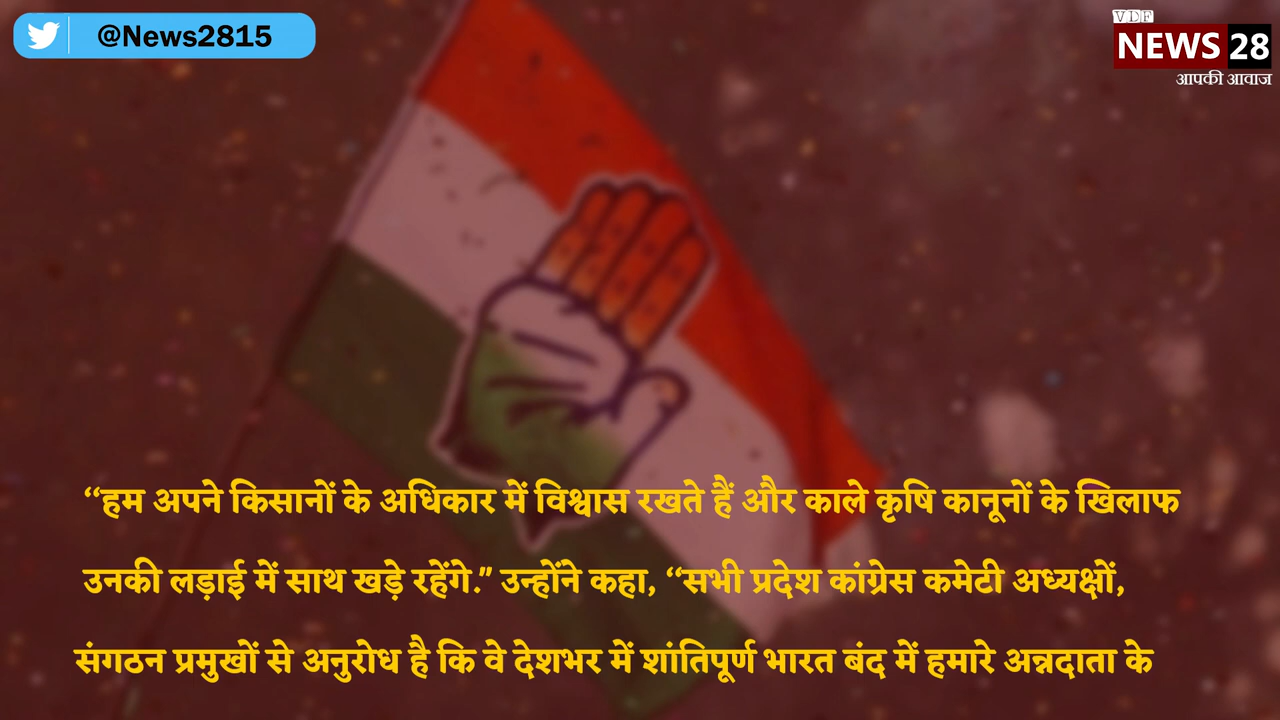 @News2815
VDF
NEWS 28
आपकी आवाज
“हम अपने किसानों के अधिकार में विश्वास रखते हैं और काले कृषि कानूनों के खिलाफ
उनकी लड़ाई में साथ खड़े रहेंगे." उन्होंने कहा, “सभी प्रदेश कांग्रेस कमेटी अध्यक्षों,
संगठन प्रमुखों से अनुरोध है कि वे देशभर में शांतिपूर्ण भारत बंद में हमारे अन्नदाता के